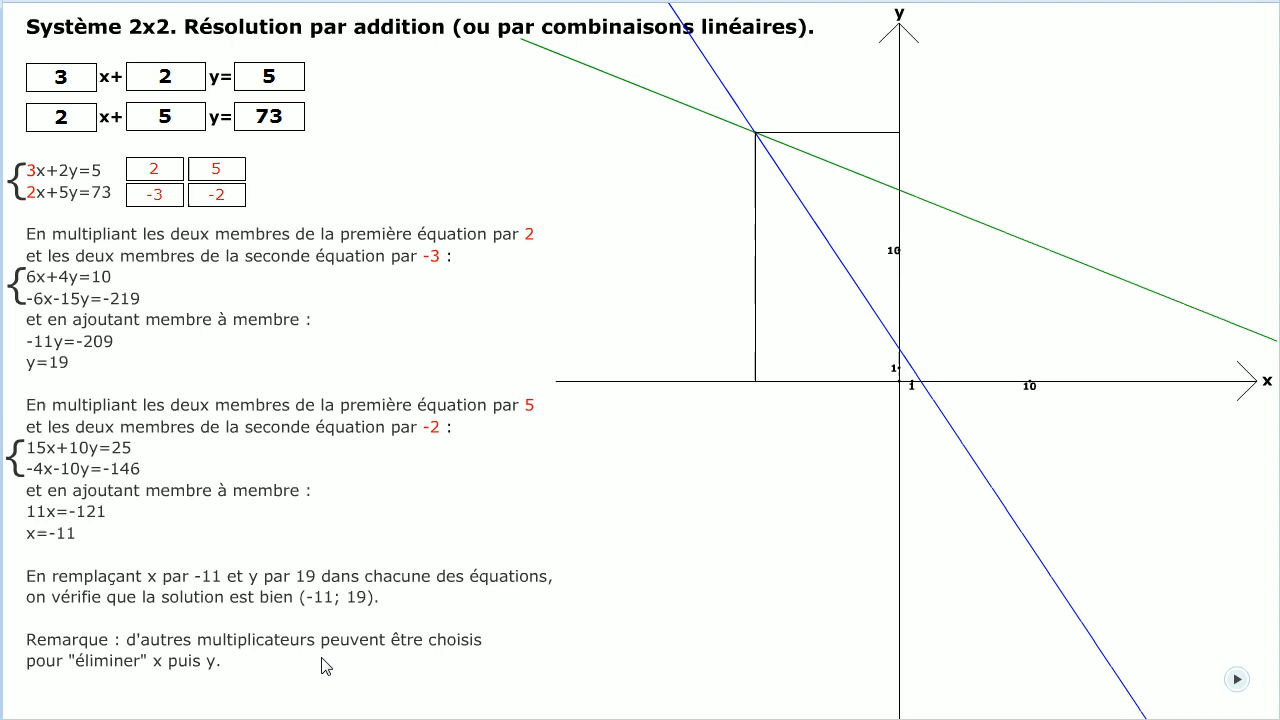 Système 2x2. Résolution par addition (ou par combinaisons linéaires).
3 x+ 2 y= 5
2 x+ 5 y= 73
3x+2y=5 2 5
2x+5y=73 -3 -2
En multipliant les deux membres de la première équation par 2
et les deux membres de la seconde équation par -3 :
6x+4y=10
-6x-15y=-219
et en ajoutant membre à membre :
-11y=-209
y=19
En multipliant les deux membres de la première équation par 5
et les deux membres de la seconde équation par -2 :
15x+10y=25
-4x-10y=-146
et en ajoutant membre à membre :
11x=-121
x=-11
En remplaçant x par -11 et y par 19 dans chacune des équations,
on vérifie que la solution est bien (-11; 19).
Remarque : d'autres multiplicateurs peuvent être choisis
pour "éliminer" x puis y.
y
10
1
1 10
x